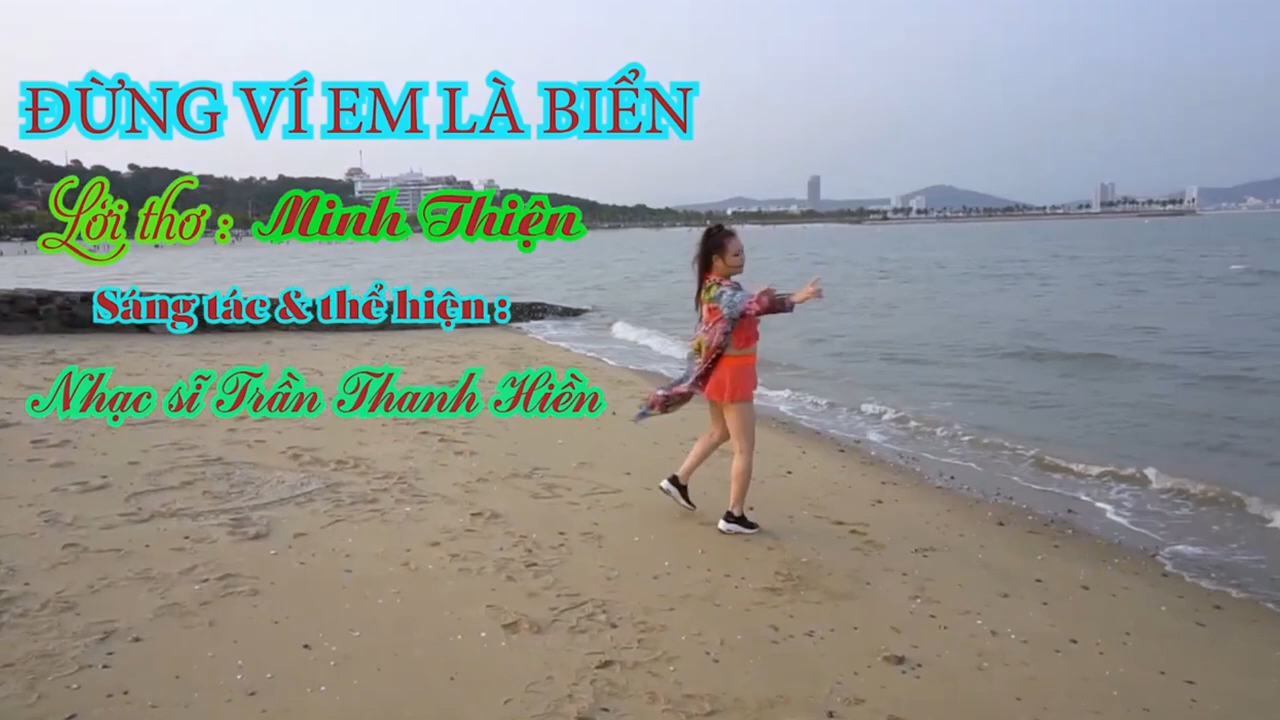 ĐỪNG VÍ EM LÀ BIỂN
Lời thơ : Minh Thiện
Sáng tác & thể hiện :
Nhạc sĩ Trần Thanh Hiền